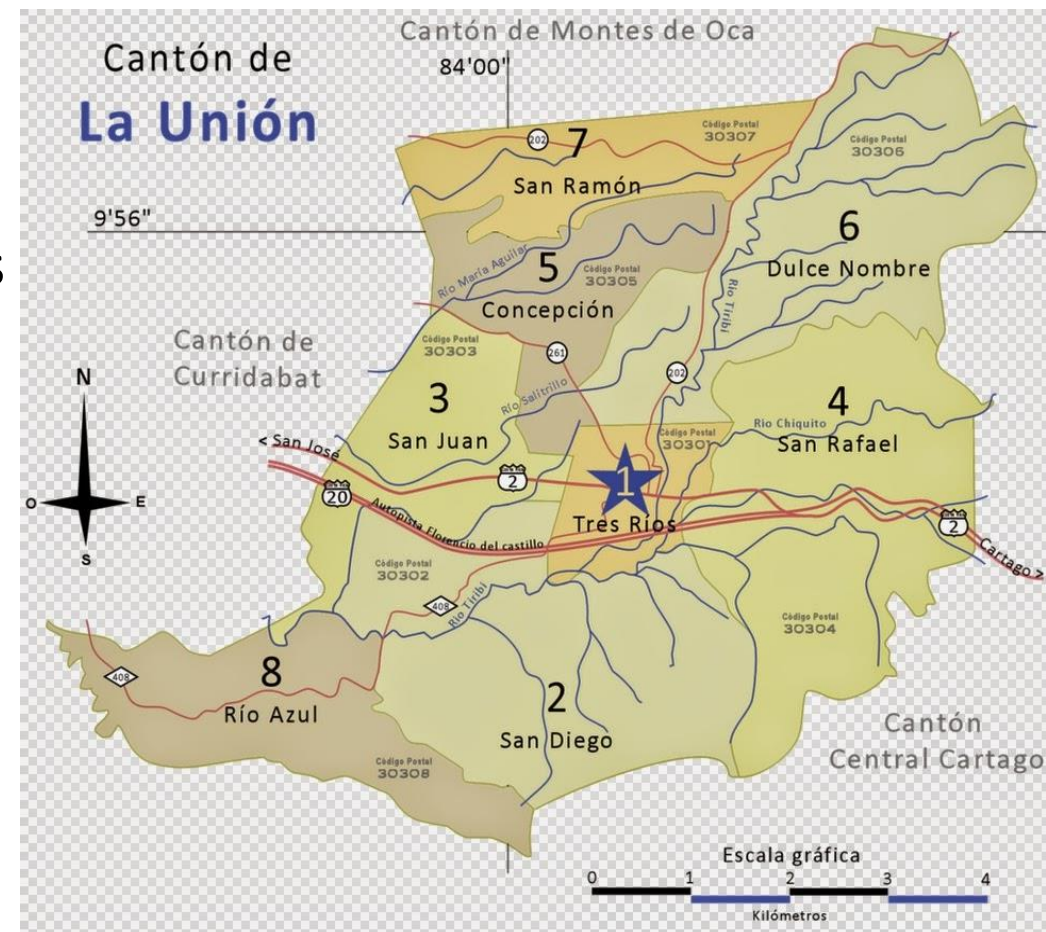 Cantón de
La Unión
Cantón de Montes de Oca
84'00"
9'56"
202
7
San Ramón
Código Postal
30307
Código Postal
30306
6
Dulce Nombre
Río María Aguilar
5
Concepción
Código Postal
30305
Río Tiribí
Cantón de
Curridabat
Código Postal
30303
261
202
3
San Juan
Río Salitrillo
4
San Rafael
Río Chiquito
Código Postal
30301
N
O
E
S
< San José
20
2
1
Tres Ríos
Autopista Florencio del castillo
2
Cartago >
Código Postal
30302
408
Río Tiribí
Código Postal
30304
408
8
Río Azul
2
San Diego
Código Postal
30308
Cantón
Central Cartago
Escala gráfica
0 1 2 3 4
Kilómetros